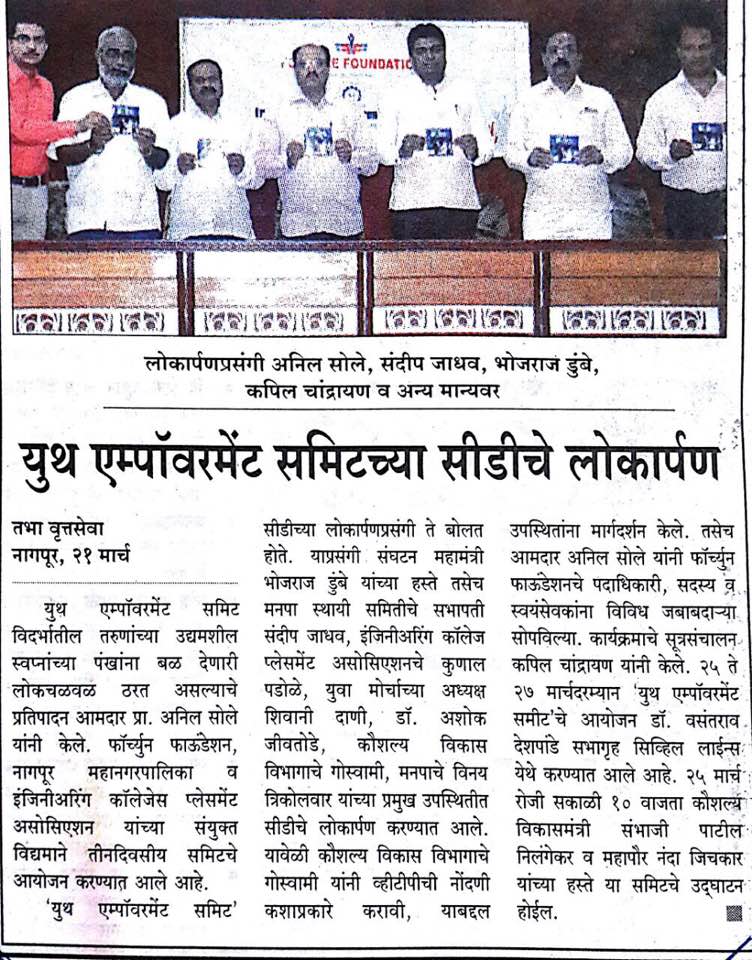 E FOUNDATI
लोकार्पणप्रसंगी अनिल सोले, संदीप जाधव, भोजराज डुंबे,
कपिल चांद्रायण व अन्य मान्यवर
युथ एम्पॉवरमेंट समिटच्या सीडीचे लोकार्पण
तभा वृत्तसेवा
नागपूर, २१ मार्च
युथ एम्पॉवरमेंट समिट
विदर्भातील तरुणांच्या उद्यमशील
स्वप्नांच्या पंखांना बळ देणारी
लोकचळवळ ठरत असल्याचे
प्रतिपादन आमदार प्रा. अनिल सोले
यांनी केले. फॉर्च्युन फाऊंडेशन,
नागपूर महानगरपालिका व
इंजिनीअरिंग कॉलेजेस प्लेसमेंट
असोसिएशन यांच्या संयुक्त
विद्यमाने तीनदिवसीय समिटचे
आयोजन करण्यात आले आहे.
‘युथ एम्पॉवरमेंट समिट’
सीडीच्या लोकार्पणप्रसंगी ते बोलत
होते. याप्रसंगी संघटन महामंत्री
भोजराज डुंबे यांच्या हस्ते तसेच
मनपा स्थायी समितीचे सभापती
संदीप जाधव, इंजिनीअरिंग कॉलेज
प्लेसमेंट असोसिएशनचे कुणाल
पडोळे, युवा मोर्चाच्या अध्यक्ष
शिवानी दाणी, डॉ. अशोक
जीवतोडे, कौशल्य विकास
विभागाचे गोस्वामी, मनपाचे विनय
त्रिकोलवार यांच्या प्रमुख उपस्थितीत
सीडीचे लोकार्पण करण्यात आले.
यावेळी कौशल्य विकास विभागाचे
गोस्वामी यांनी व्हीटीपीची नोंदणी
कशाप्रकारे करावी, याबद्दल
उपस्थितांना मार्गदर्शन केले. तसेच
आमदार अनिल सोले यांनी फॉर्च्युन
फाऊंडेशनचे पदाधिकारी, सदस्य व
स्वयंसेवकांना विविध जबाबदाऱ्या
सोपविल्या. कार्यक्रमाचे सूत्रसंचालन
कपिल चांद्रायण यांनी केले. २५ ते
२७ मार्चदरम्यान ‘युथ एम्पॉवरमेंट
समीट’चे आयोजन डॉ. वसंतराव
देशपांडे सभागृह सिव्हिल लाईन्स
येथे करण्यात आले आहे. २५ मार्च
रोजी सकाळी १० वाजता कौशल्य
विकासमंत्री संभाजी पाटील
निलंगेकर व महापौर नंदा जिचकार
यांच्या हस्ते या समिटचे उद्घाटन
होईल.